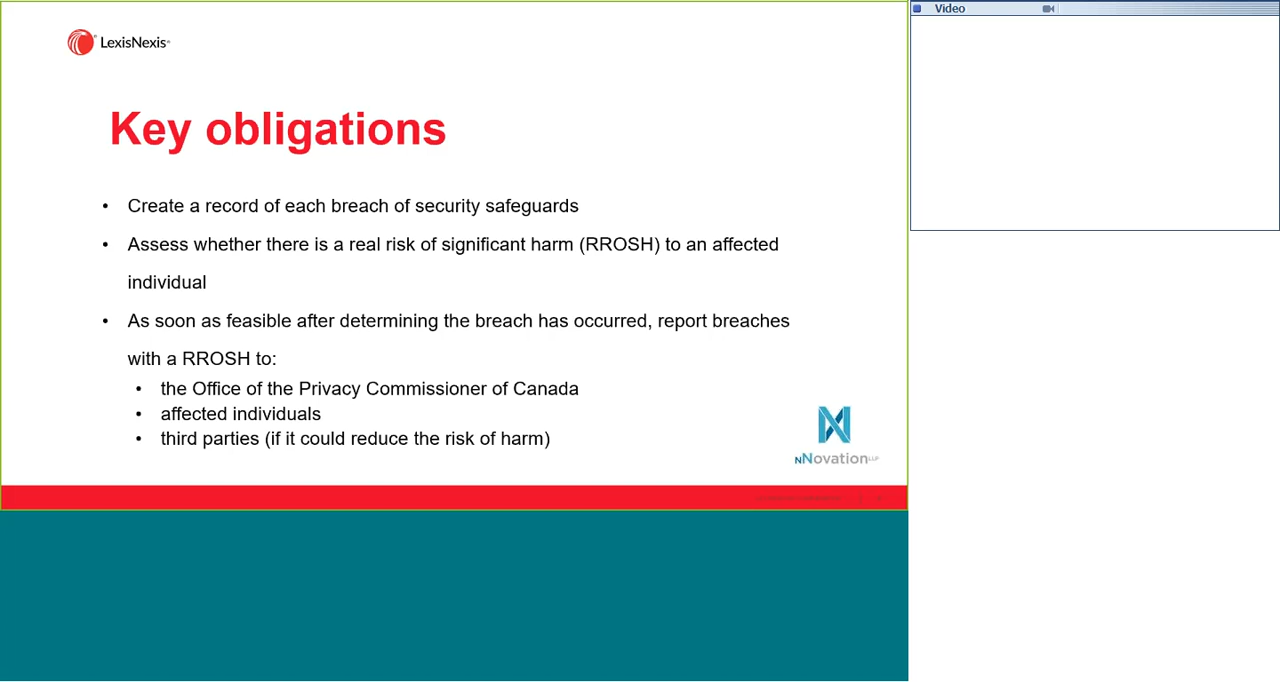 LexisNexis®
Video
Key obligations
• Create a record of each breach of security safeguards
• Assess whether there is a real risk of significant harm (RROSH) to an affected
individual
• As soon as feasible after determining the breach has occurred, report breaches
with a RROSH to:
• the Office of the Privacy Commissioner of Canada
• affected individuals
• third parties (if it could reduce the risk of harm)
NNovation LLP